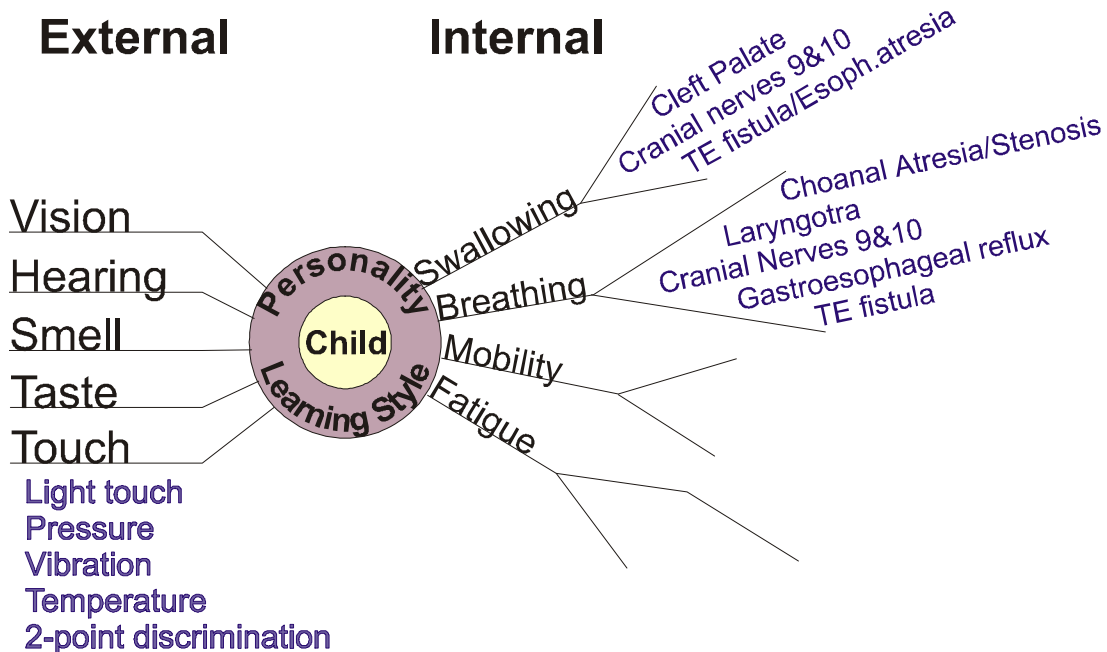 External
Internal
Vision
Hearing
Smell
Taste
Touch
Light touch
Pressure
Vibration
Temperature
2-point discrimination
Personality
Child
Learning Style
Swallowing
Cleft Palate
Cranial nerves 9&10
TE fistula/Esoph.atresia
Breathing
Choanal Atresia/Stenosis
Laryngotra
Cranial Nerves 9&10
Gastroesophageal reflux
TE fistula
Mobility
Fatigue